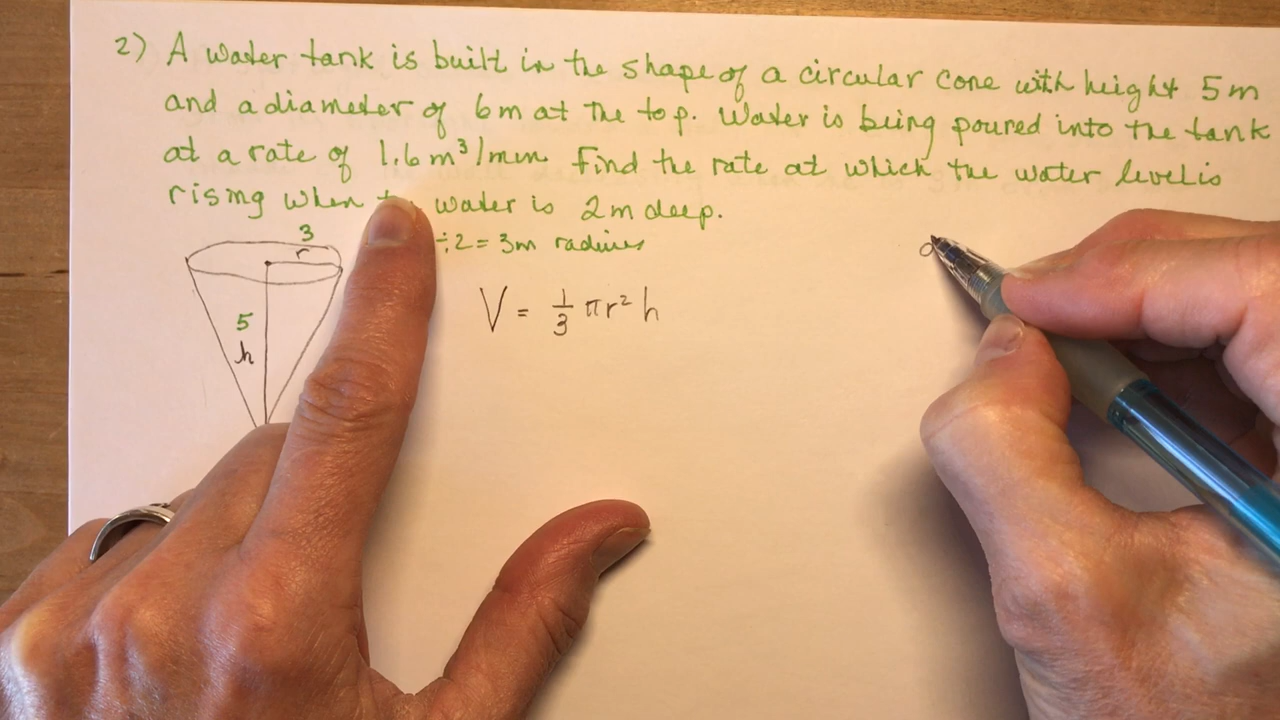 2) A water tank is built in the shape of a circular cone with height 5m
and a diameter of 6m at the top. Water is being poured into the tank
at a rate of 1.6 m³/min. Find the rate at which the water level is
rising when water is 2m deep.
3
÷2 = 3m radius
r
V = 1/3 πr² h
5
h